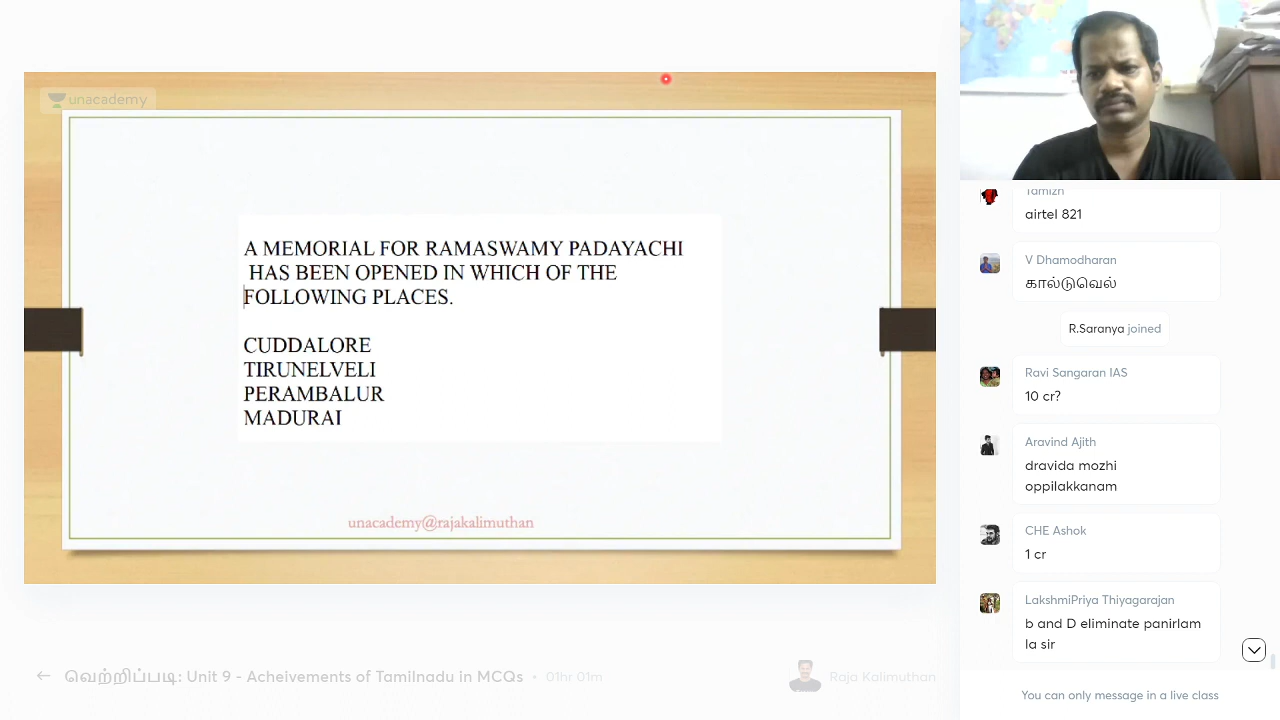 unacademy
A MEMORIAL FOR RAMASWAMY PADAYACHI
HAS BEEN OPENED IN WHICH OF THE
FOLLOWING PLACES.
CUDDALORE
TIRUNELVELI
PERAMBALUR
MADURAI
unacademy@rajakalimuthan
வெற்றிப்படி: Unit 9 - Acheivements of Tamilnadu in MCQs • 01hr 01m
Raja Kalimuthan
Tamizh
airtel 821
V Dhamodharan
கால்டுவெல்
R.Saranya joined
Ravi Sangaran IAS
10 cr?
Aravind Ajith
dravida mozhi
oppilakkanam
CHE Ashok
1 cr
LakshmiPriya Thiyagarajan
b and D eliminate panirlam
la sir
You can only message in a live class